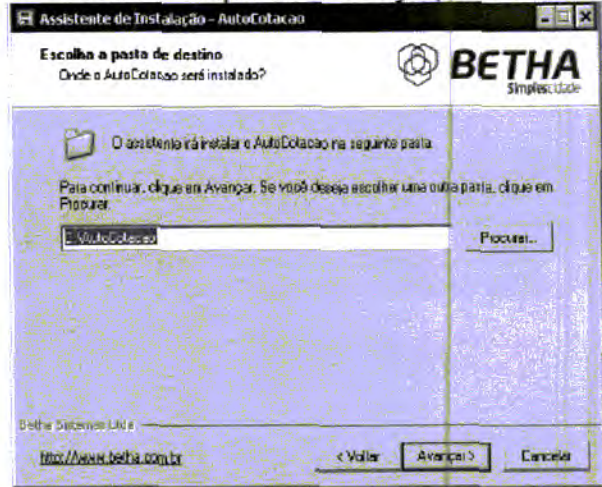 Assistente de Instalação - AutoCotacao
Escolha a pasta de destino
Onde o AutoCotacao será instalado?
BETHA
Simplescidade
O assistente irá instalar o AutoCotacao na seguinte pasta.
Para continuar, clique em Avançar. Se você deseja escolher uma outra pasta, clique em
Procurar.
\AutoCotacao
Procurar...
Betha Sistemas Ltda
http://www.betha.com.br
< Voltar
Avançar >
Cancelar